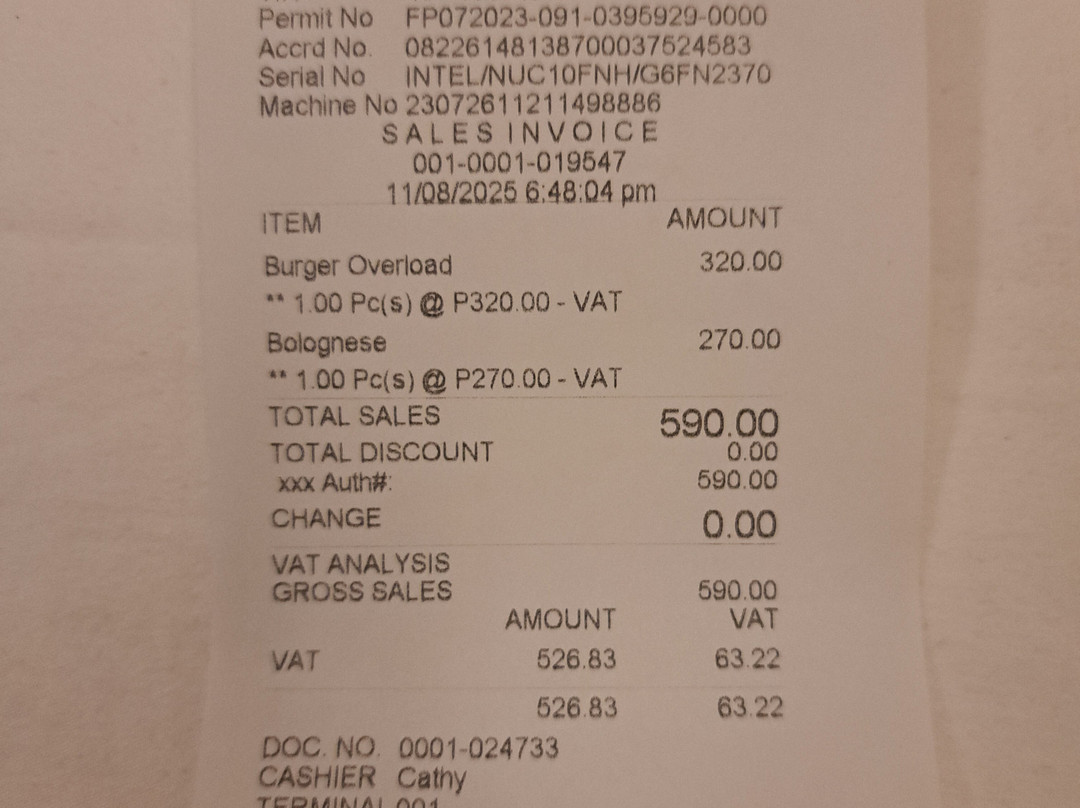 Permit No FP072023-091-0395929-0000
Accrd No. 08226148138700037524583
Serial No INTEL/NUC10FNH/G6FN2370
Machine No 23072611211498886
SALES INVOICE
001-0001-019547
11/08/2025 6:48:04 pm
ITEM AMOUNT
Burger Overload 320.00
** 1.00 Pc(s) @ P320.00 - VAT
Bolognese 270.00
** 1.00 Pc(s) @ P270.00 - VAT
TOTAL SALES 590.00
TOTAL DISCOUNT 0.00
xxx Auth#: 590.00
CHANGE 0.00
VAT ANALYSIS
GROSS SALES 590.00
AMOUNT VAT
VAT 526.83 63.22
526.83 63.22
DOC. NO. 0001-024733
CASHIER Cathy
TERMINAL 001